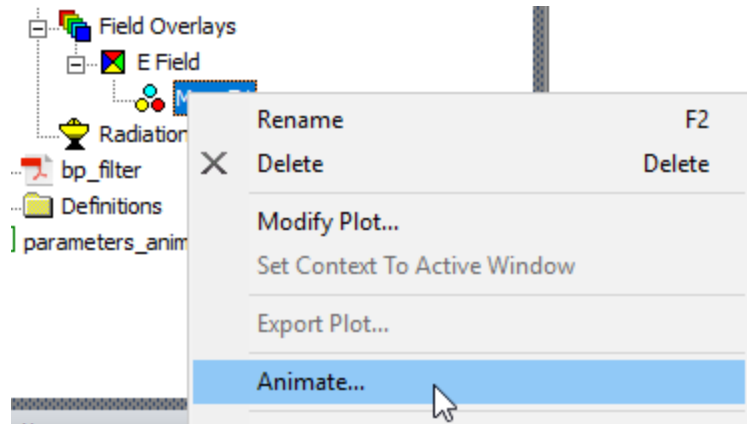 Field Overlays
E Field
Radiation
bp_filter
Definitions
parameters_anim
Rename F2
Delete Delete
Modify Plot...
Set Context To Active Window
Export Plot...
Animate...